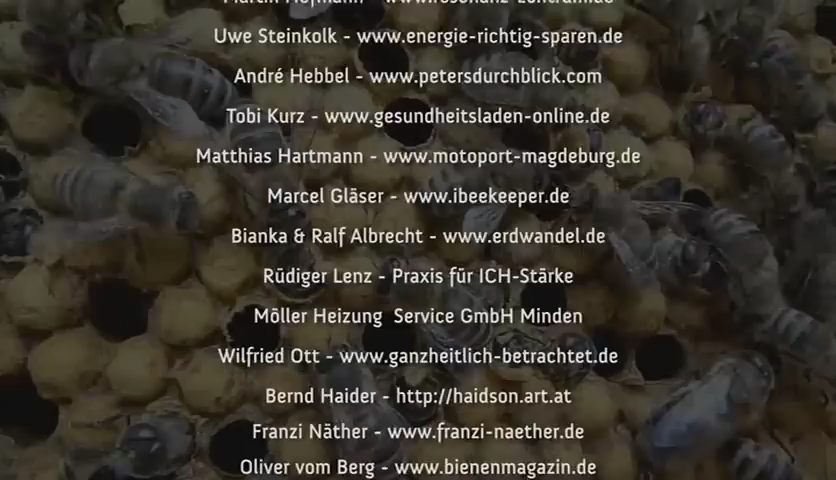 Uwe Steinkolk - www.energie-richtig-sparen.de
André Hebbel - www.petersdurchblick.com
Tobi Kurz - www.gesundheitsladen-online.de
Matthias Hartmann - www.motoport-magdeburg.de
Marcel Gläser - www.ibeekeeper.de
Bianka & Ralf Albrecht - www.erdwandel.de
Rüdiger Lenz - Praxis für ICH-Stärke
Möller Heizung Service GmbH Minden
Wilfried Ott - www.ganzheitlich-betrachtet.de
Bernd Haider - http://haidson.art.at
Franzi Näther - www.franzi-naether.de
Oliver vom Berg - www.bienenmagazin.de